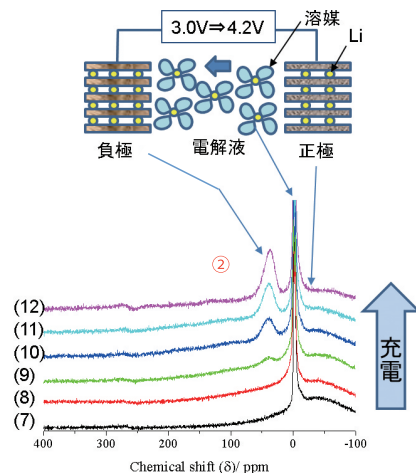 3.0V⇒4.2V
溶媒
Li
負極
電解液
正極
②
(12)
(11)
(10)
(9)
(8)
(7)
充電
400
300
200
100
0
-100
Chemical shift (δ)/ ppm